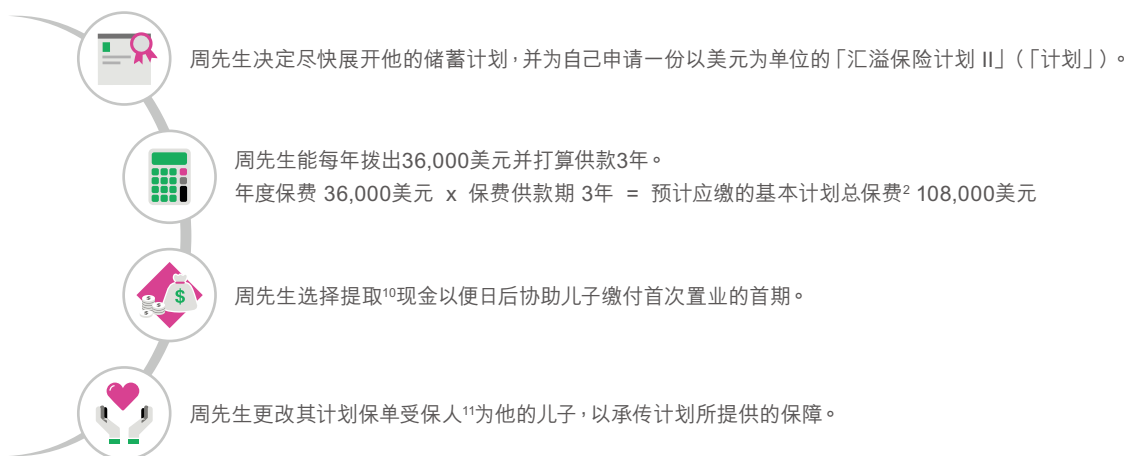 周先生决定尽快展开他的储蓄计划，并为自己申请一份以美元为单位的「汇溢保险计划 II」（「计划」）。
周先生能每年拨出36,000美元并打算供款3年。
年度保费 36,000美元 x 保费供款期 3年 = 预计应缴的基本计划总保费² 108,000美元
$
$
$
$
周先生选择提取¹⁰现金以便日后协助儿子缴付首次置业的首期。
周先生更改其计划保单受保人¹¹为他的儿子，以承传计划所提供的保障。